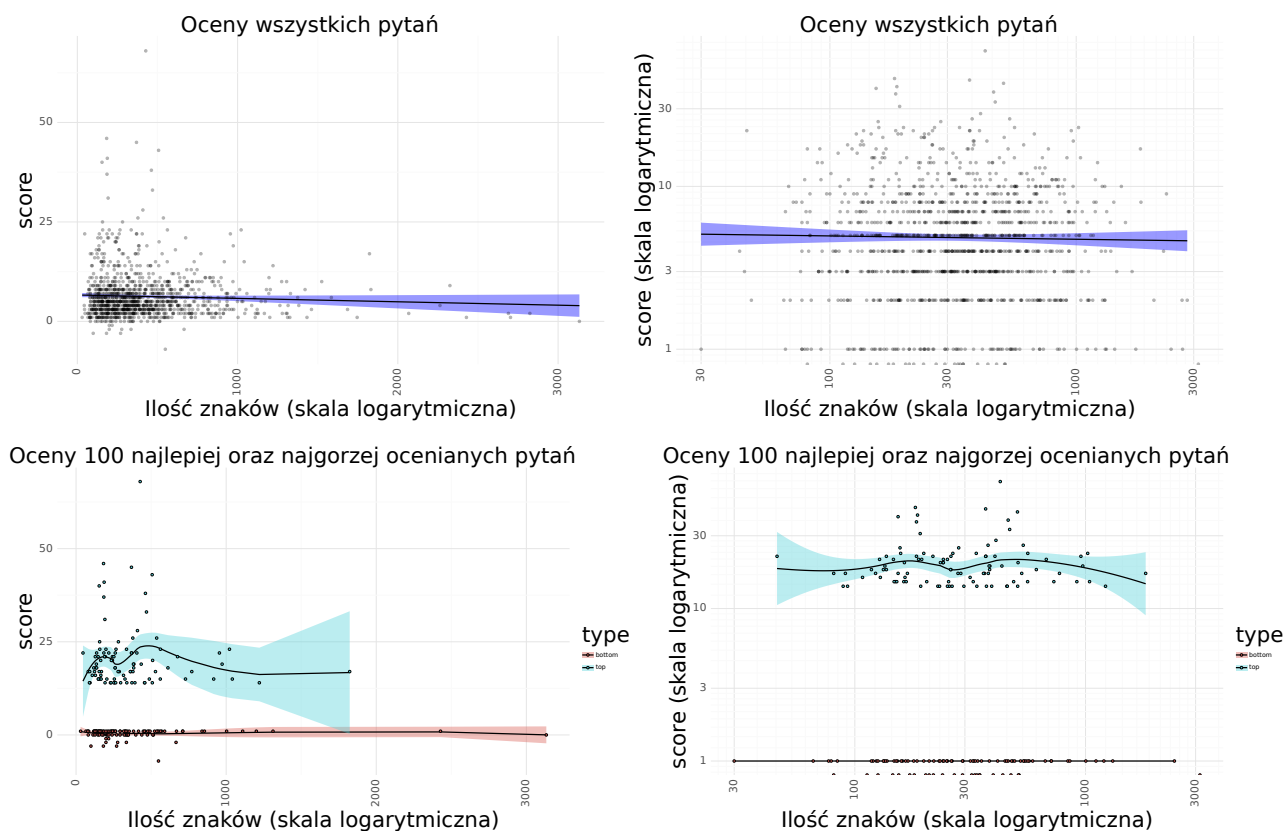 Oceny wszystkich pytań
score
50
25
0
0
1000
2000
3000
Ilość znaków (skala logarytmiczna)
Oceny wszystkich pytań
score (skala logarytmiczna)
30
10
3
1
30
100
300
1000
3000
Ilość znaków (skala logarytmiczna)
Oceny 100 najlepiej oraz najgorzej ocenianych pytań
score
50
25
0
0
1000
2000
3000
Ilość znaków (skala logarytmiczna)
type
bottom
top
Oceny 100 najlepiej oraz najgorzej ocenianych pytań
score (skala logarytmiczna)
30
10
3
1
30
100
300
1000
3000
Ilość znaków (skala logarytmiczna)
type
bottom
top